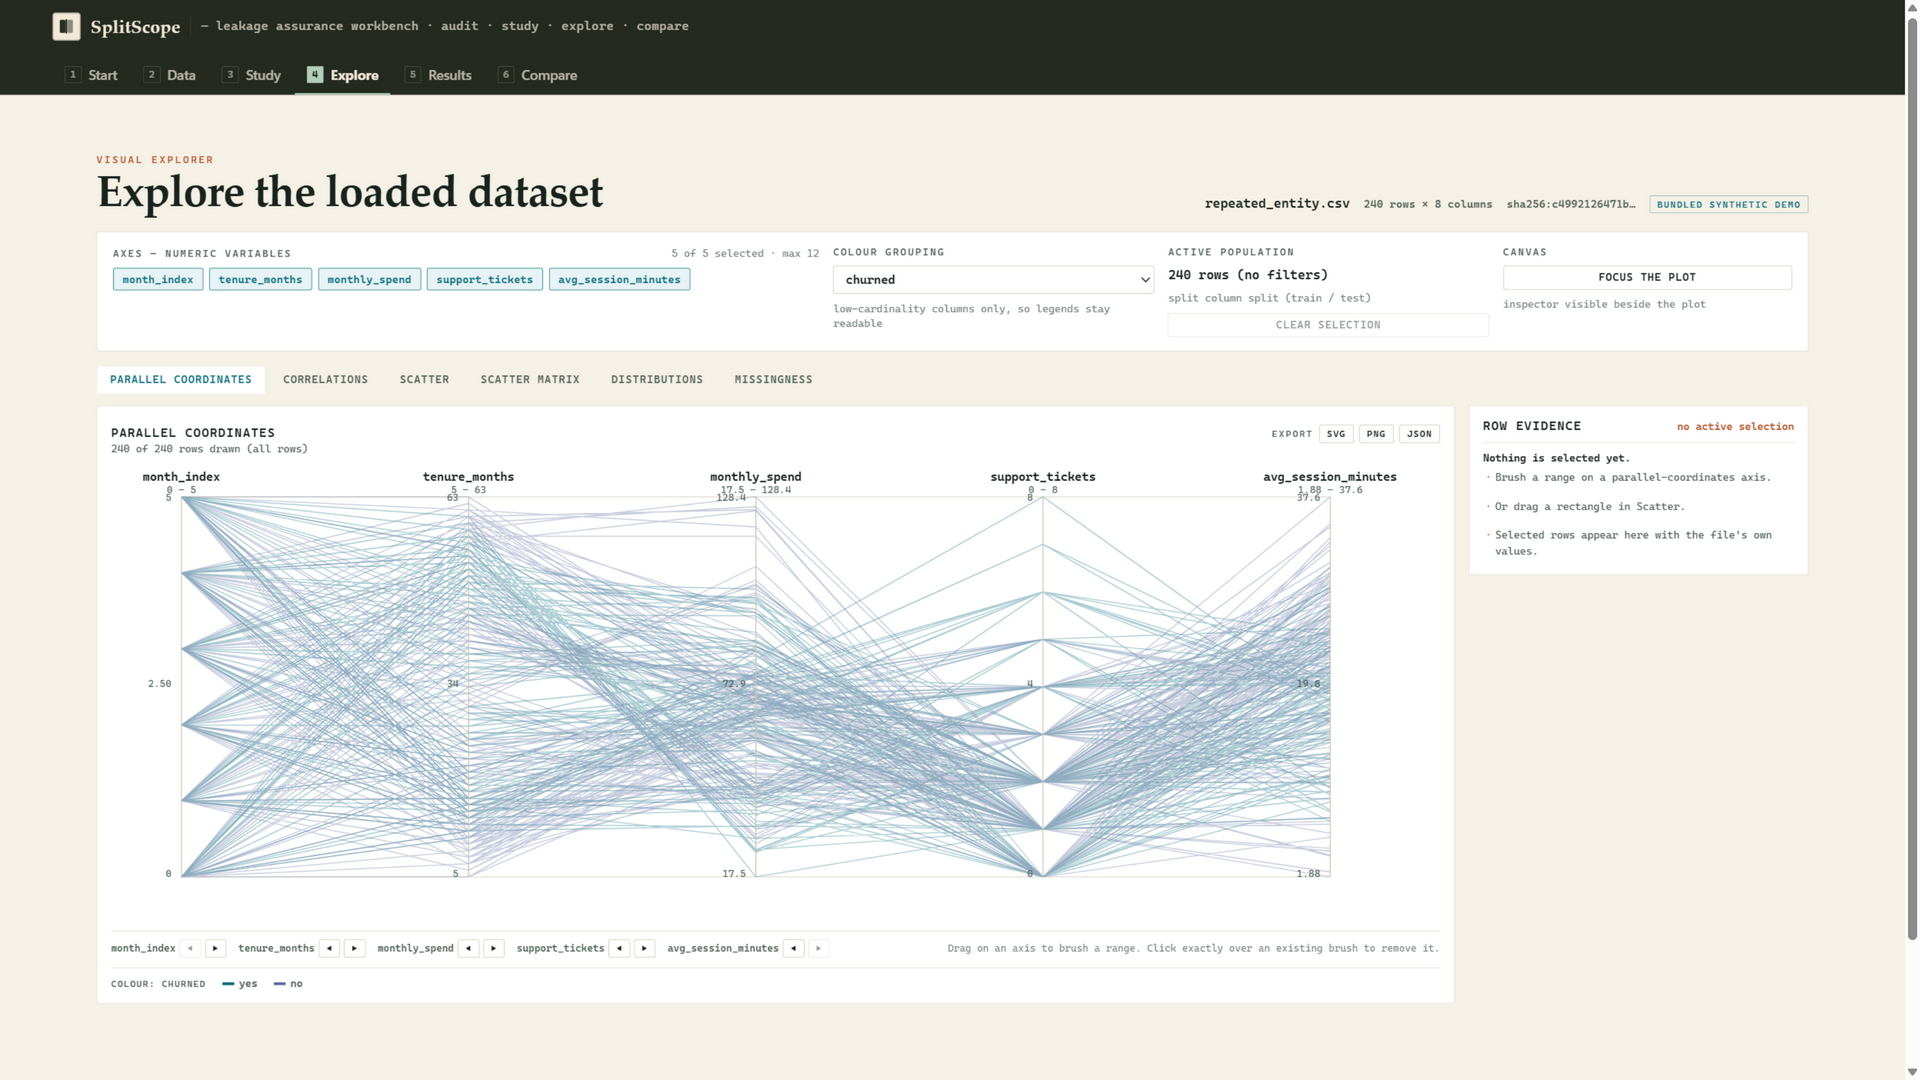 SplitScope — leakage assurance workbench · audit · study · explore · compare
1 Start 2 Data 3 Study 4 Explore 5 Results 6 Compare
VISUAL EXPLORER
Explore the loaded dataset
repeated_entity.csv 240 rows × 8 columns sha256:c4992126471b… BUNDLED SYNTHETIC DEMO
AXES — NUMERIC VARIABLES 5 of 5 selected · max 12
month_index tenure_months monthly_spend support_tickets avg_session_minutes
COLOUR GROUPING
churned
low-cardinality columns only, so legends stay
readable
ACTIVE POPULATION
240 rows (no filters)
split column split (train / test)
CLEAR SELECTION
CANVAS
FOCUS THE PLOT
inspector visible beside the plot
PARALLEL COORDINATES CORRELATIONS SCATTER SCATTER MATRIX DISTRIBUTIONS MISSINGNESS
PARALLEL COORDINATES
240 of 240 rows drawn (all rows)
EXPORT SVG PNG JSON
month_index tenure_months monthly_spend support_tickets avg_session_minutes
0 – 5 5 – 63 17.5 – 128.4 0 – 8 1.88 – 37.6
5 63 128.4 8 37.6
2.50 34 72.9 4 19.8
0 5 17.5 0 1.88
month_index ◄ ► tenure_months ◄ ► monthly_spend ◄ ► support_tickets ◄ ► avg_session_minutes ◄ ► Drag on an axis to brush a range. Click exactly over an existing brush to remove it.
COLOUR: CHURNED yes no
ROW EVIDENCE no active selection
Nothing is selected yet.
· Brush a range on a parallel-coordinates axis.
· Or drag a rectangle in Scatter.
· Selected rows appear here with the file's own
values.